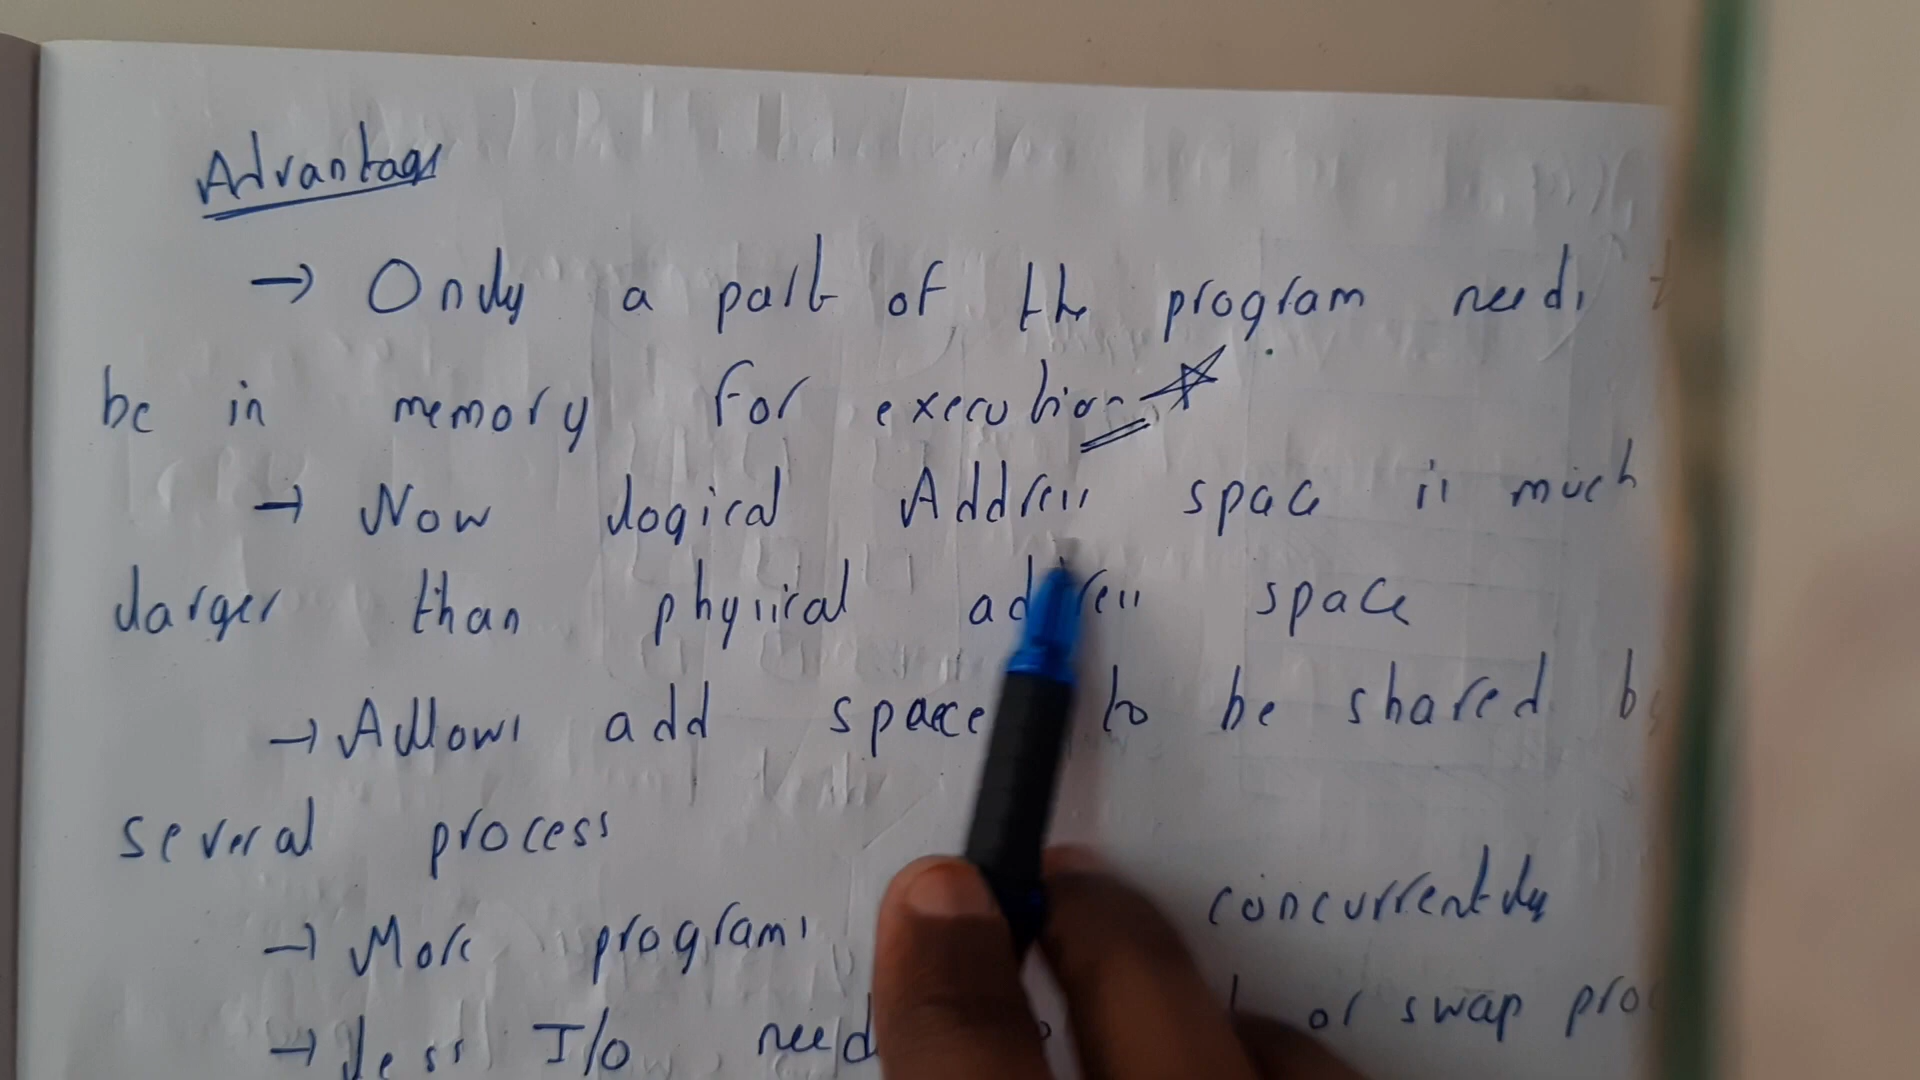 Advantages
→ Only a part of the program needs
be in memory for execution
→ Now logical Address space is much
larger than physical address space
→ Allows add space to be shared
several process
→ More programs concurrently
→ less I/O need or swap